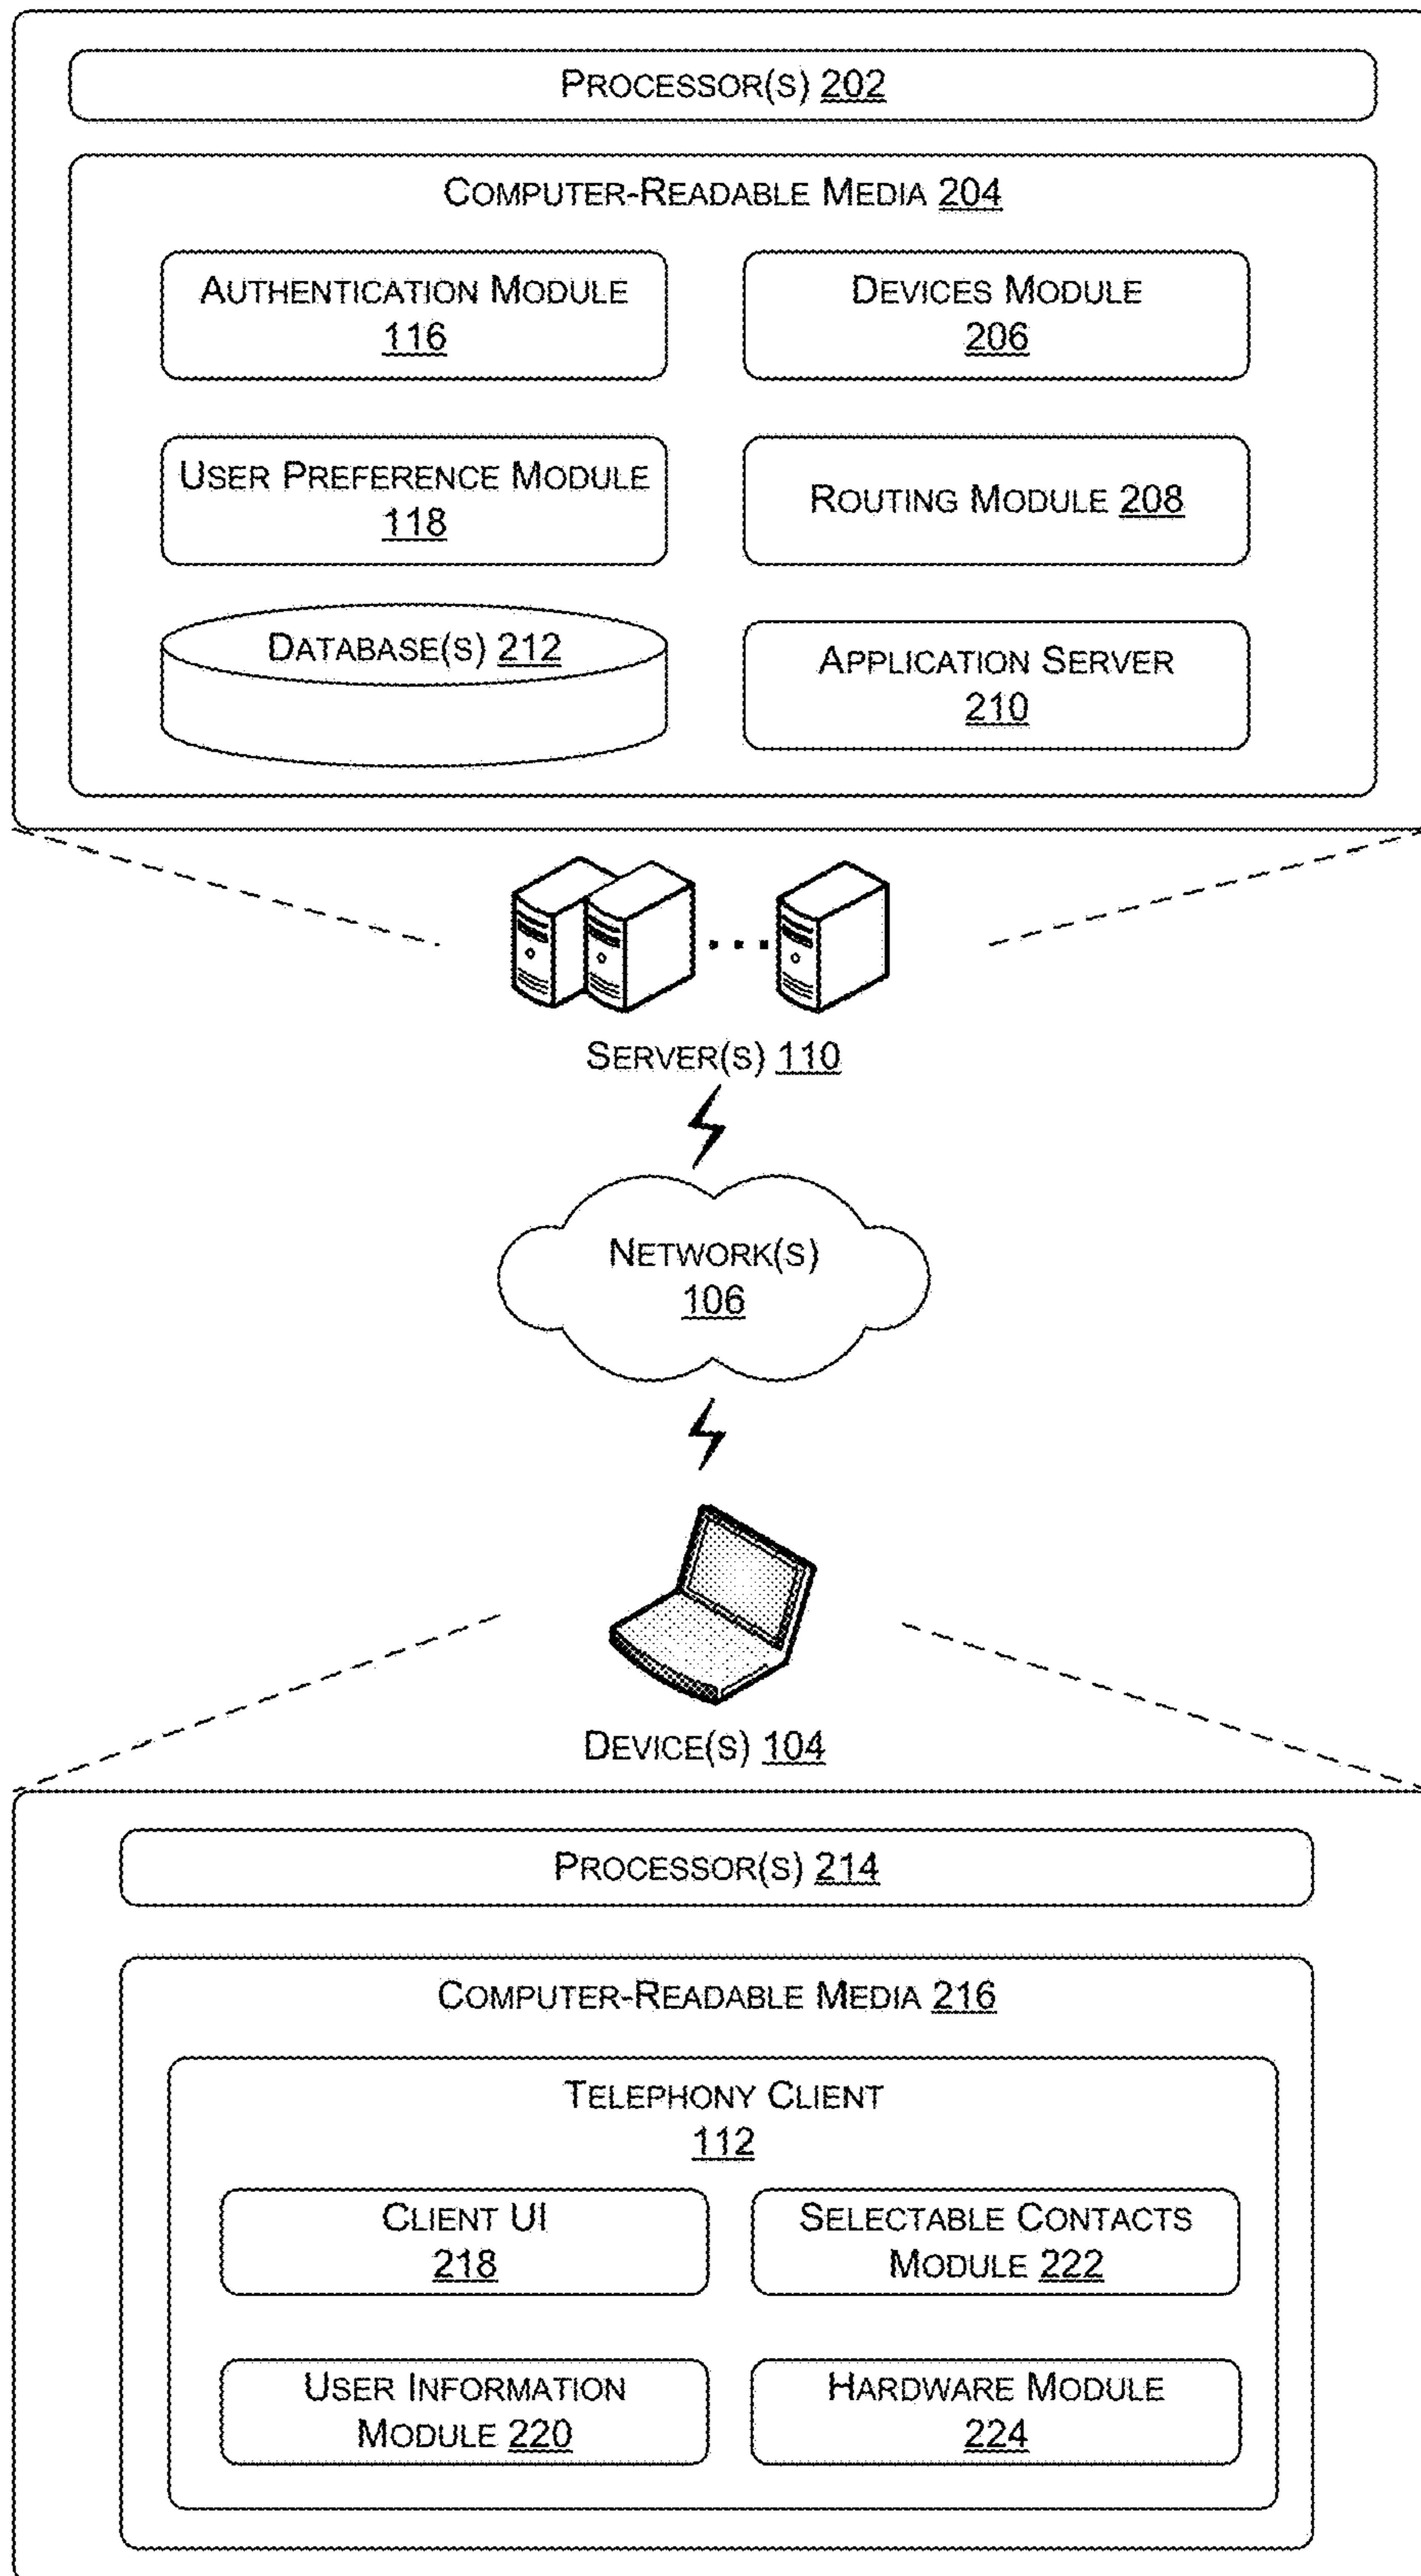 PROCESSOR(S) 202
COMPUTER-READABLE MEDIA 204
AUTHENTICATION MODULE
116
DEVICES MODULE
206
USER PREFERENCE MODULE
118
ROUTING MODULE 208
DATABASE(S) 212
APPLICATION SERVER
210
SERVER(S) 110
NETWORK(S)
106
DEVICE(S) 104
PROCESSOR(S) 214
COMPUTER-READABLE MEDIA 216
TELEPHONY CLIENT
112
CLIENT UI
218
SELECTABLE CONTACTS
MODULE 222
USER INFORMATION
MODULE 220
HARDWARE MODULE
224